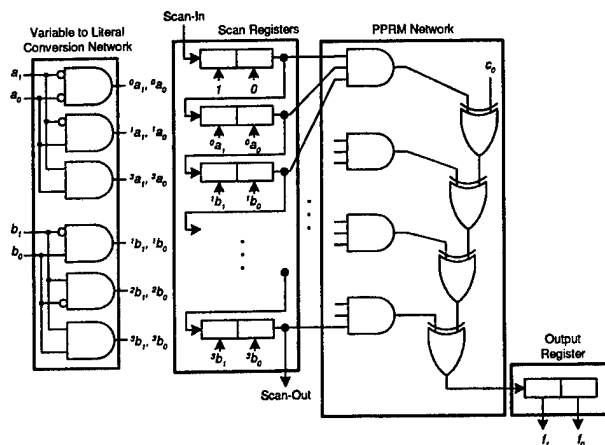 Variable to Literal
Conversion Network
Scan-In
Scan Registers
PPRM Network
a₁
a₀
⁰a₁, ⁰a₀
¹a₁, ¹a₀
³a₁, ³a₀
b₁
b₀
¹b₁, ¹b₀
²b₁, ²b₀
³b₁, ³b₀
1 0
⁰a₁ ⁰a₀
¹b₁ ¹b₀
³b₁ ³b₀
Scan-Out
c₀
Output
Register
f₁ f₀